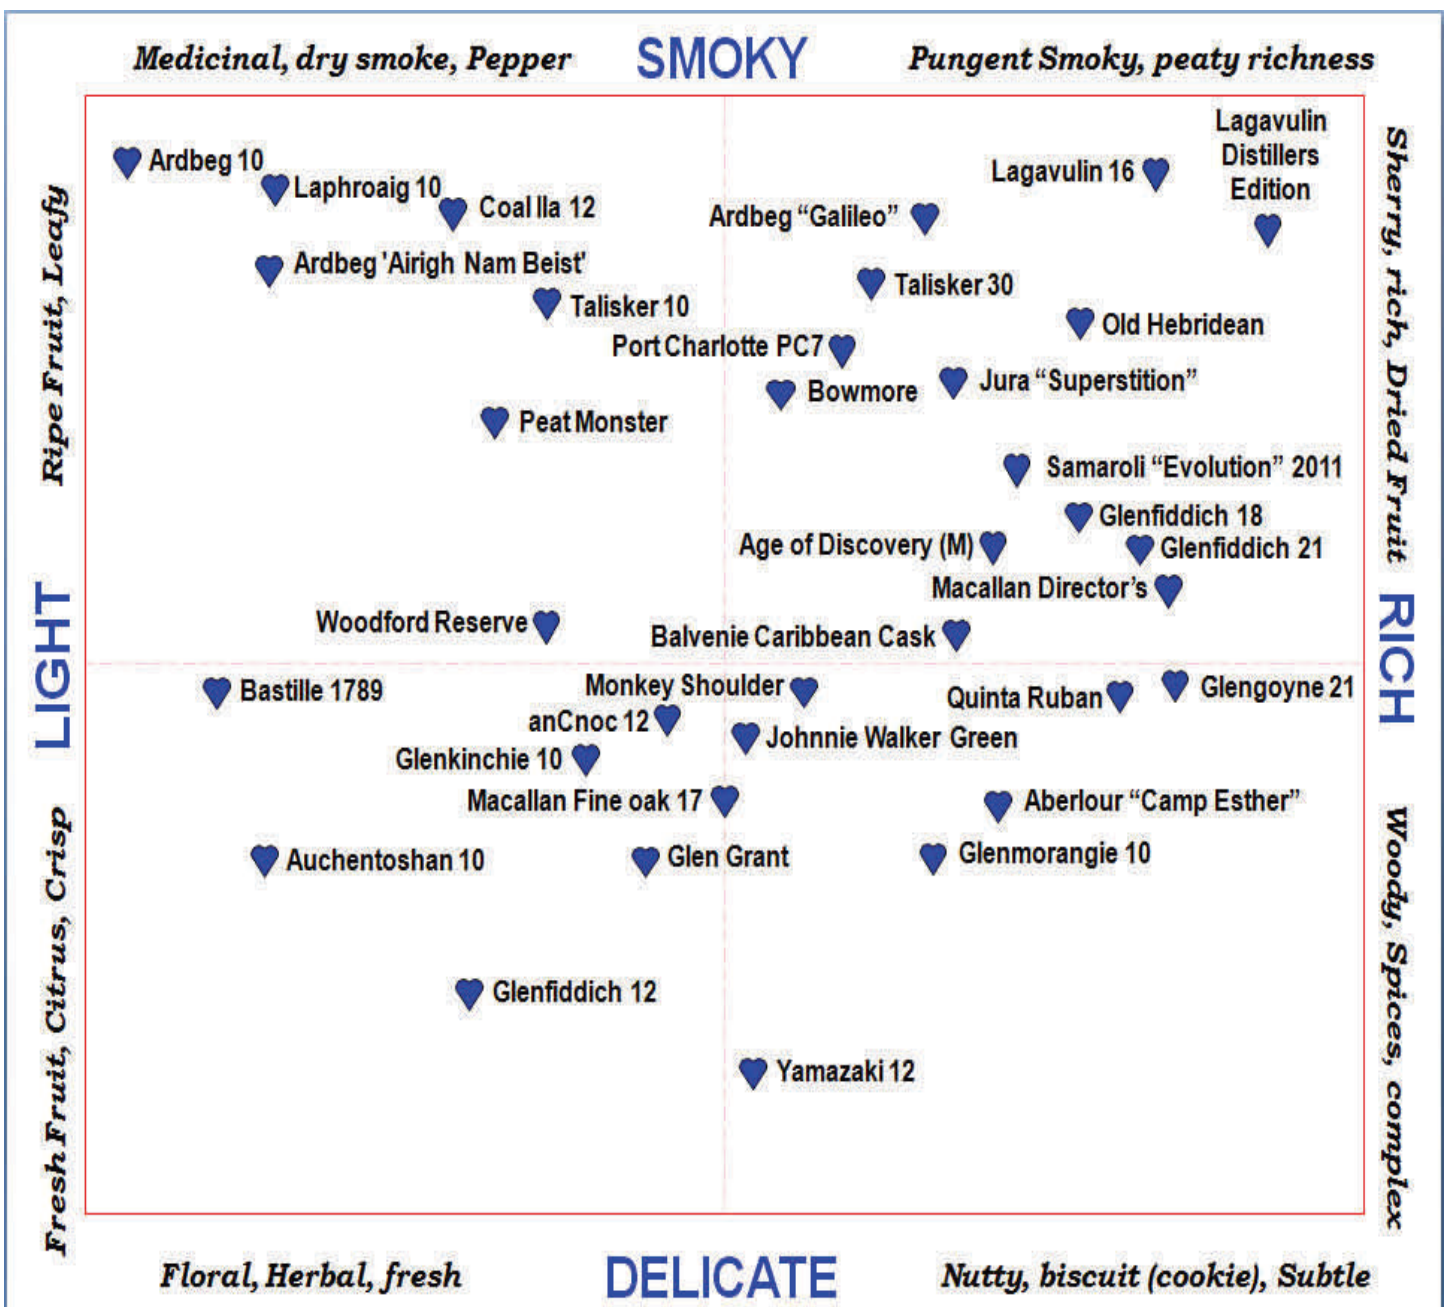 Medicinal, dry smoke, Pepper
SMOKY
Pungent Smoky, peaty richness
Ripe Fruit, Leafy
LIGHT
Fresh Fruit, Citrus, Crisp
Ardbeg 10
Laphroaig 10
Coal Ila 12
Ardbeg 'Airigh Nam Beist'
Talisker 10
Peat Monster
Woodford Reserve
Lagavulin
Distillers
Edition
Lagavulin 16
Ardbeg “Galileo”
Talisker 30
Old Hebridean
Port Charlotte PC7
Jura “Superstition”
Bowmore
Samaroli “Evolution” 2011
Glenfiddich 18
Age of Discovery (M)
Glenfiddich 21
Macallan Director’s
Balvenie Caribbean Cask
Bastille 1789
Monkey Shoulder
Quinta Ruban
Glengoyne 21
anCnoc 12
Johnnie Walker Green
Glenkinchie 10
Macallan Fine oak 17
Aberlour “Camp Esther”
Auchentoshan 10
Glen Grant
Glenmorangie 10
Glenfiddich 12
Yamazaki 12
Sherry, rich, Dried Fruit
RICH
Woody, Spices, complex
Floral, Herbal, fresh
DELICATE
Nutty, biscuit (cookie), Subtle